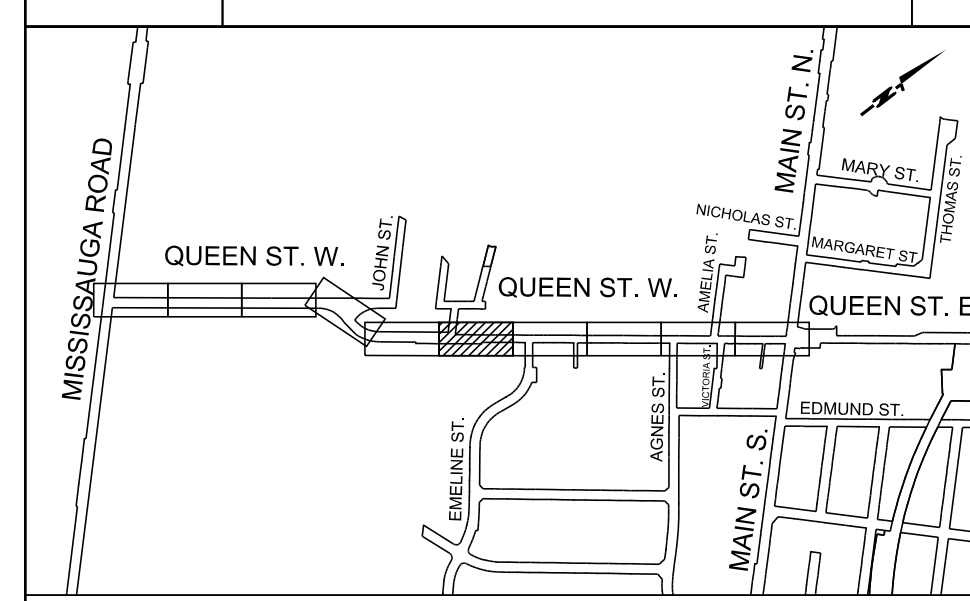 MAIN ST. N.
N
MARY ST.
THOMAS ST.
MISSISSAUGA ROAD
NICHOLAS ST.
JOHN ST.
AMELIA ST.
MARGARET ST
QUEEN ST. W.
QUEEN ST. W.
QUEEN ST. E
VICTORIA ST.
AGNES ST.
EDMUND ST.
EMELINE ST.
MAIN ST. S.